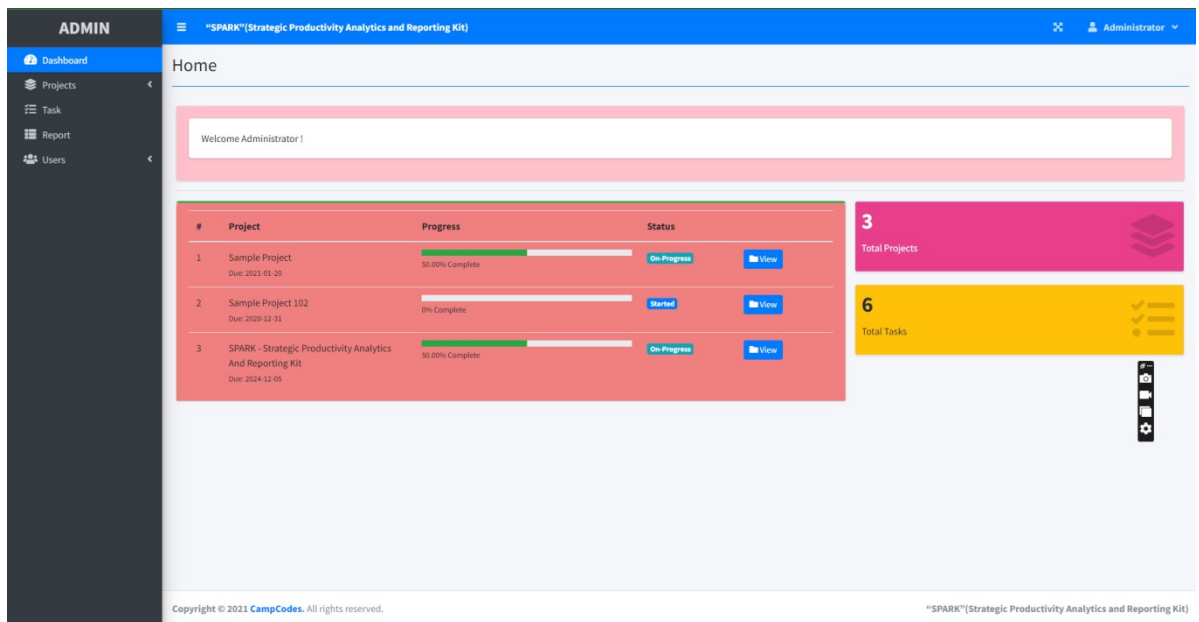 ADMIN
“SPARK”(Strategic Productivity Analytics and Reporting Kit)
Administrator
Dashboard
Projects
Task
Report
Users
Home
Welcome Administrator !
# Project Progress Status
1 Sample Project 50.00% Complete On-Progress View
Due: 2021-01-20
2 Sample Project 102 0% Complete Started View
Due: 2020-12-31
3 SPARK - Strategic Productivity Analytics 50.00% Complete On-Progress View
And Reporting Kit
Due: 2024-12-05
3
Total Projects
6
Total Tasks
Copyright © 2021 CampCodes. All rights reserved.
“SPARK”(Strategic Productivity Analytics and Reporting Kit)